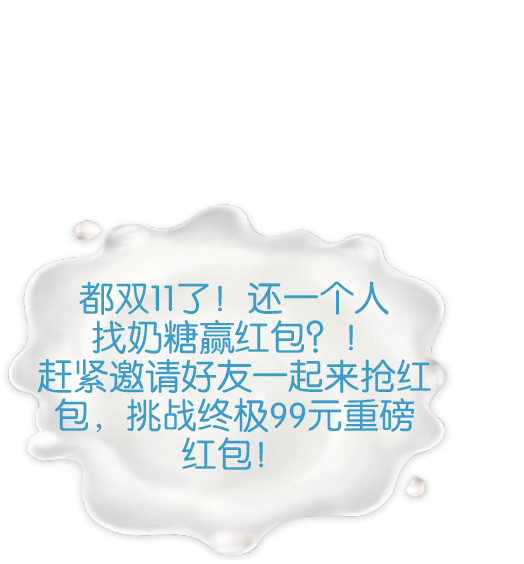 都双11了！还一个人
找奶糖赢红包？！
赶紧邀请好友一起来抢红
包，挑战终极99元重磅
红包！